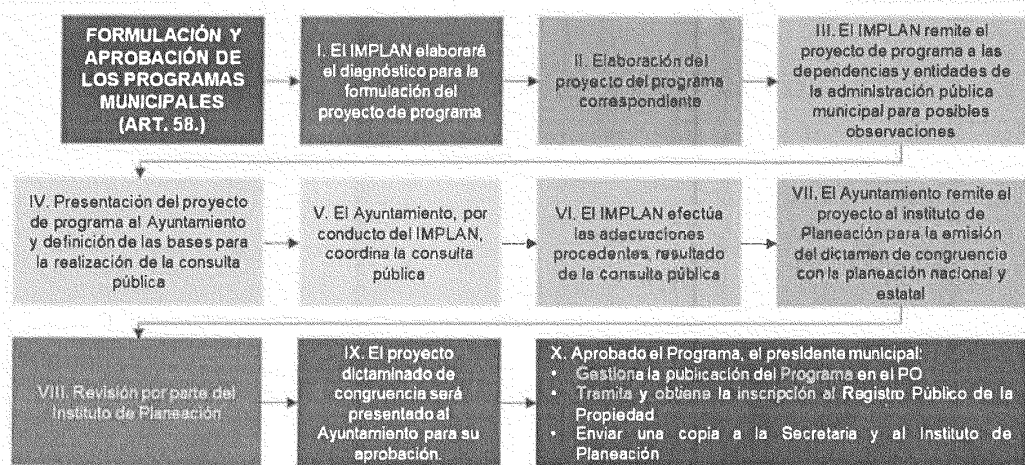 FORMULACIÓN Y
APROBACIÓN DE
LOS PROGRAMAS
MUNICIPALES
(ART. 58.)
I. El IMPLAN elaborará
el diagnóstico para la
formulación del
proyecto de programa
II. Elaboración del
proyecto del programa
correspondiente
III. El IMPLAN remite el
proyecto de programa a las
dependencias y entidades de
la administración pública
municipal para posibles
observaciones
IV. Presentación del proyecto
de programa al Ayuntamiento
y definición de las bases para
la realización de la consulta
pública
V. El Ayuntamiento, por
conducto del IMPLAN,
coordina la consulta
pública
VI. El IMPLAN efectúa
las adecuaciones
procedentes, resultado
de la consulta pública
VII. El Ayuntamiento remite el
proyecto al instituto de
Planeación para la emisión
del dictamen de congruencia
con la planeación nacional y
estatal
VIII. Revisión por parte del
Instituto de Planeación
IX. El proyecto
dictaminado de
congruencia será
presentado al
Ayuntamiento para su
aprobación.
X. Aprobado el Programa, el presidente municipal:
• Gestiona la publicación del Programa en el PO
• Tramita y obtiene la inscripción al Registro Público de la
Propiedad
• Enviar una copia a la Secretaria y al Instituto de
Planeación